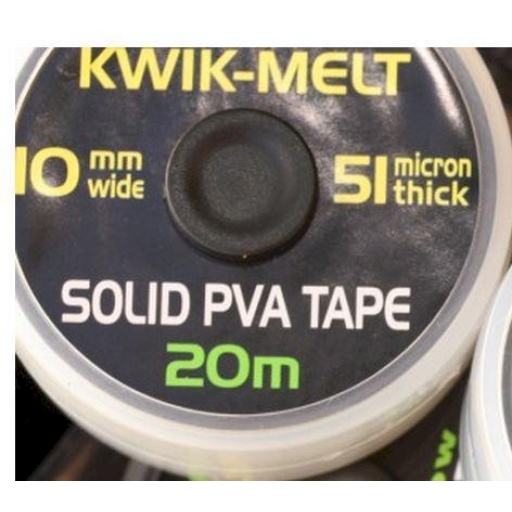 KWIK-MELT
10 mm wide
51 micron thick
SOLID PVA TAPE
20m